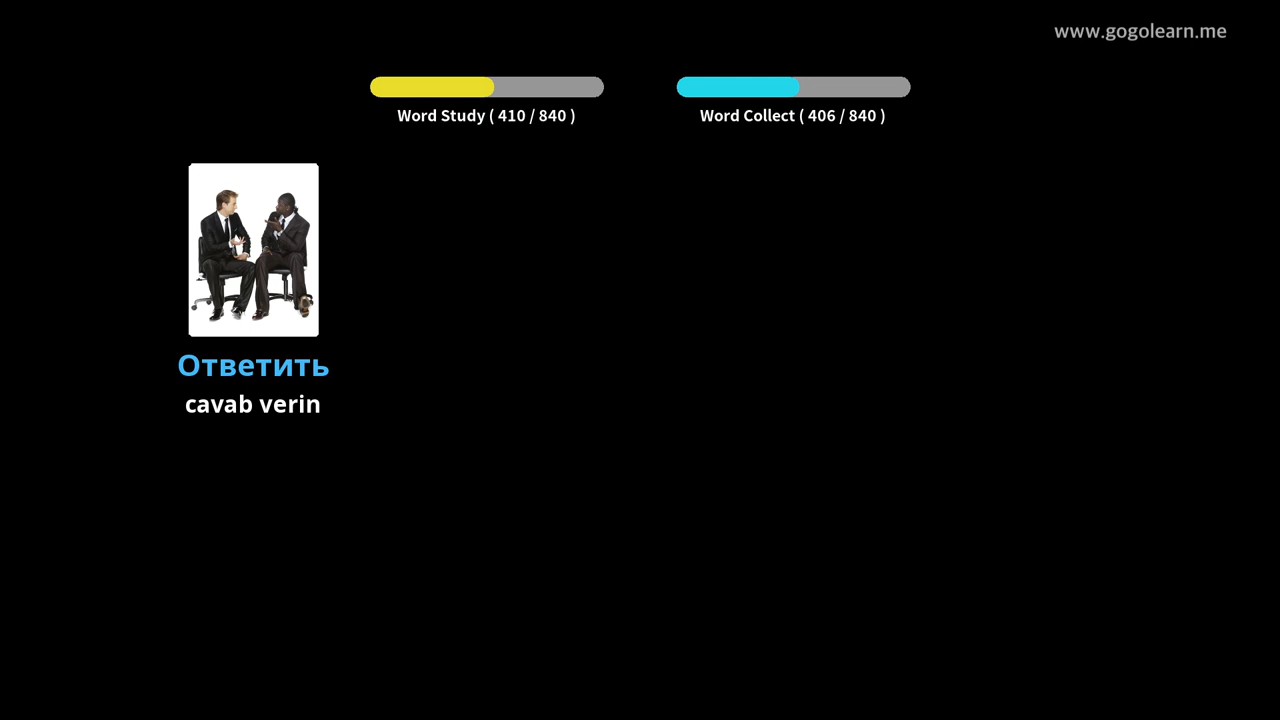 www.gogolearn.me
Word Study ( 410 / 840 )
Word Collect ( 406 / 840 )
Ответить
cavab verin